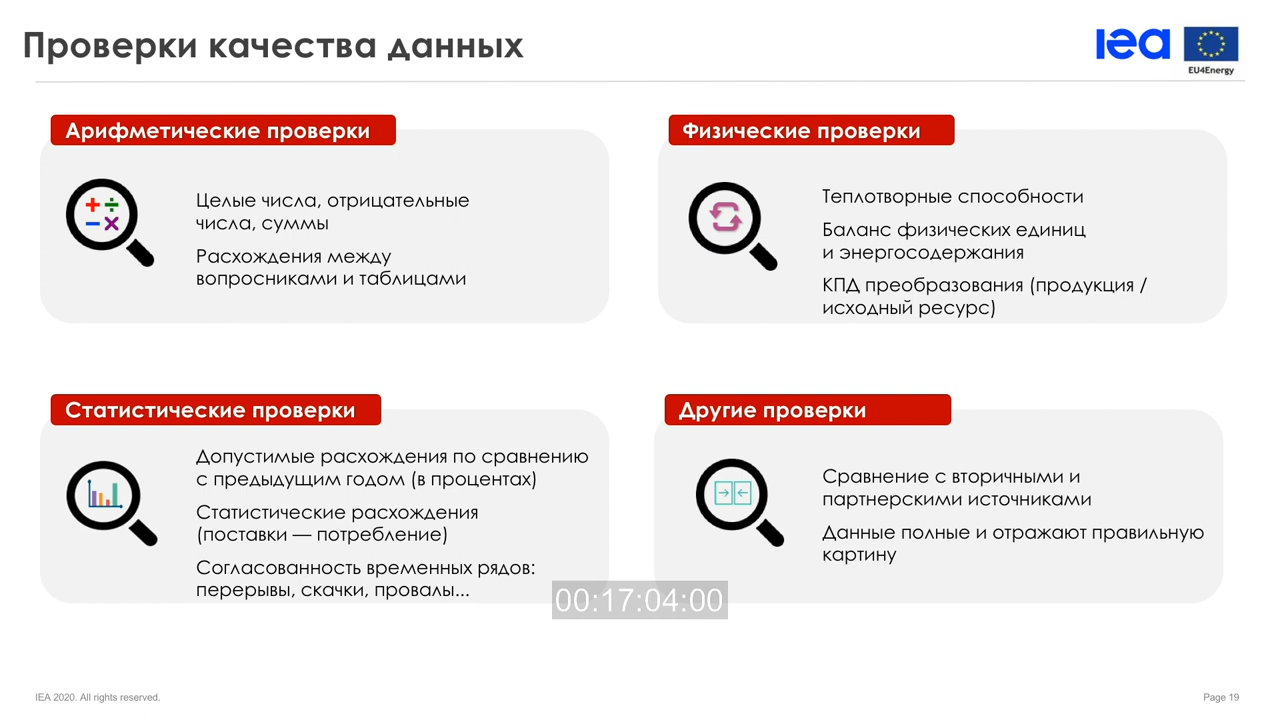 Проверки качества данных
iea
EU4Energy
Арифметические проверки
Целые числа, отрицательные
числа, суммы
Расхождения между
вопросниками и таблицами
Физические проверки
Теплотворные способности
Баланс физических единиц
и энергосодержания
КПД преобразования (продукция /
исходный ресурс)
Статистические проверки
Допустимые расхождения по сравнению
с предыдущим годом (в процентах)
Статистические расхождения
(поставки — потребление)
Согласованность временных рядов:
перерывы, скачки, провалы...
Другие проверки
Сравнение с вторичными и
партнерскими источниками
Данные полные и отражают правильную
картину
00:17:04:00
IEA 2020. All rights reserved.
Page 19